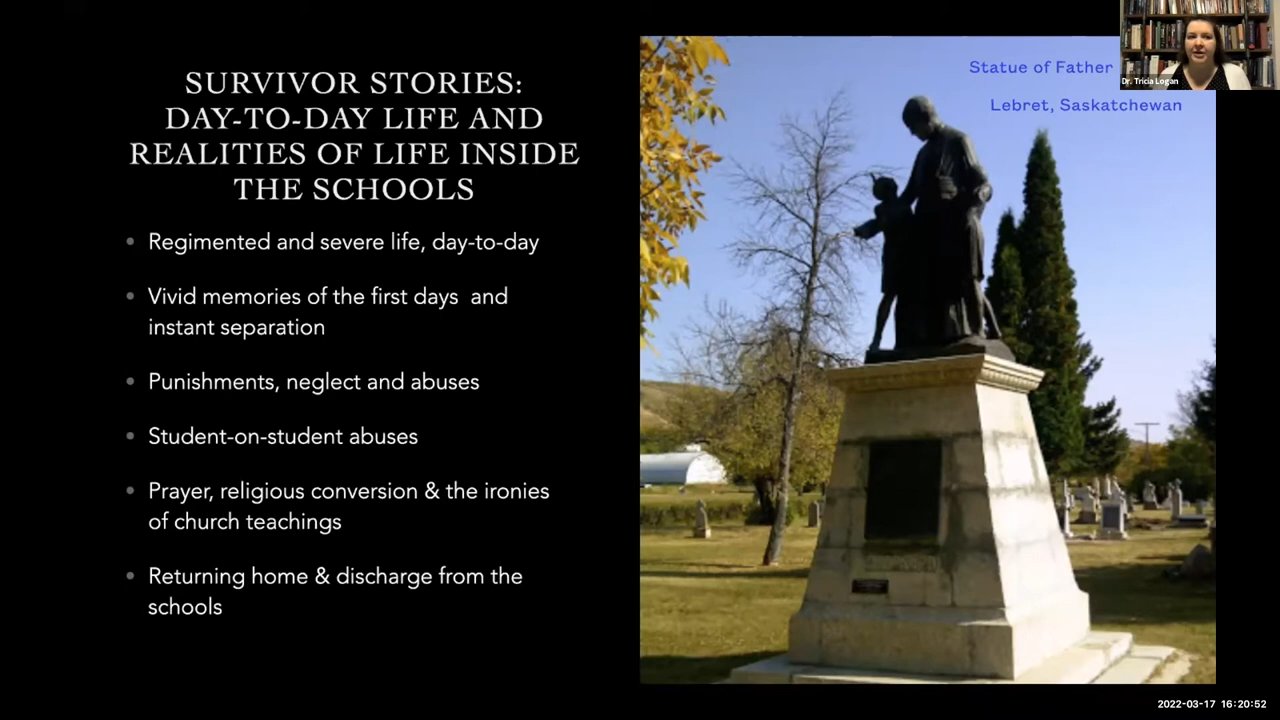 SURVIVOR STORIES:
DAY-TO-DAY LIFE AND
REALITIES OF LIFE INSIDE
THE SCHOOLS
• Regimented and severe life, day-to-day
• Vivid memories of the first days and
instant separation
• Punishments, neglect and abuses
• Student-on-student abuses
• Prayer, religious conversion & the ironies
of church teachings
• Returning home & discharge from the
schools
Statue of Father
Lebret, Saskatchewan
Dr. Tricia Logan
2022-03-17 16:20:52